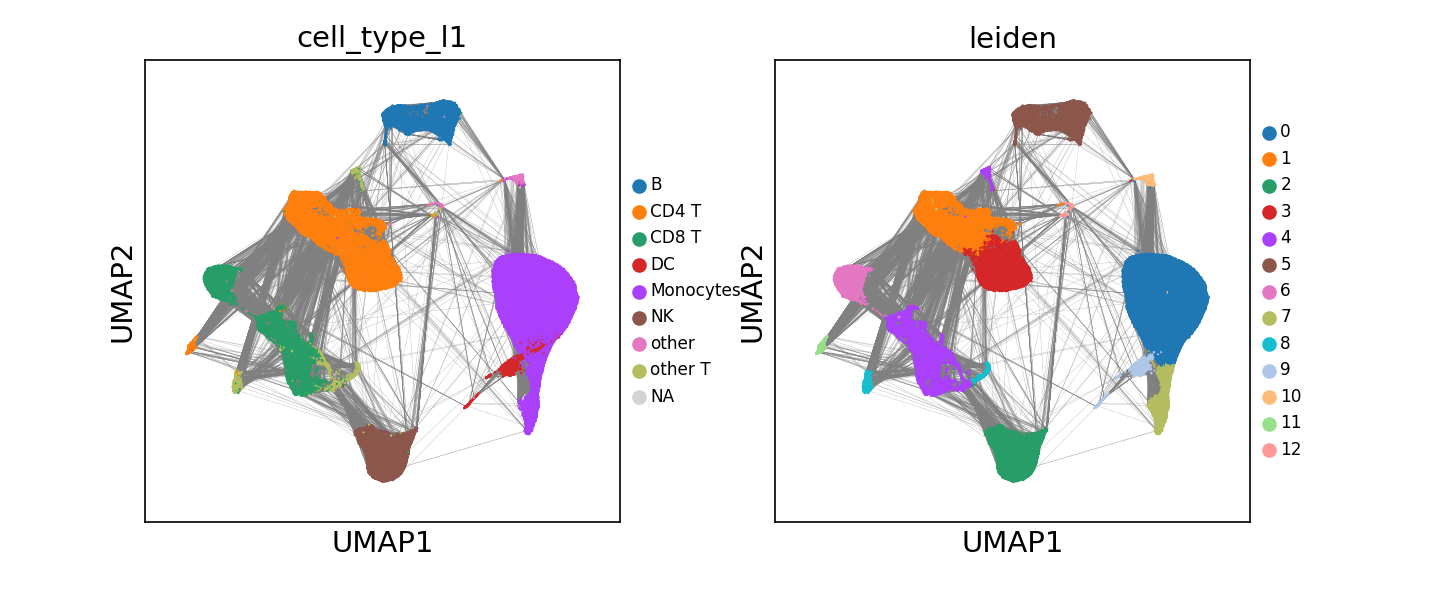 cell_type_l1
UMAP2
B
CD4 T
CD8 T
DC
Monocytes
NK
other
other T
NA
UMAP1
leiden
UMAP2
0
1
2
3
4
5
6
7
8
9
10
11
12
UMAP1